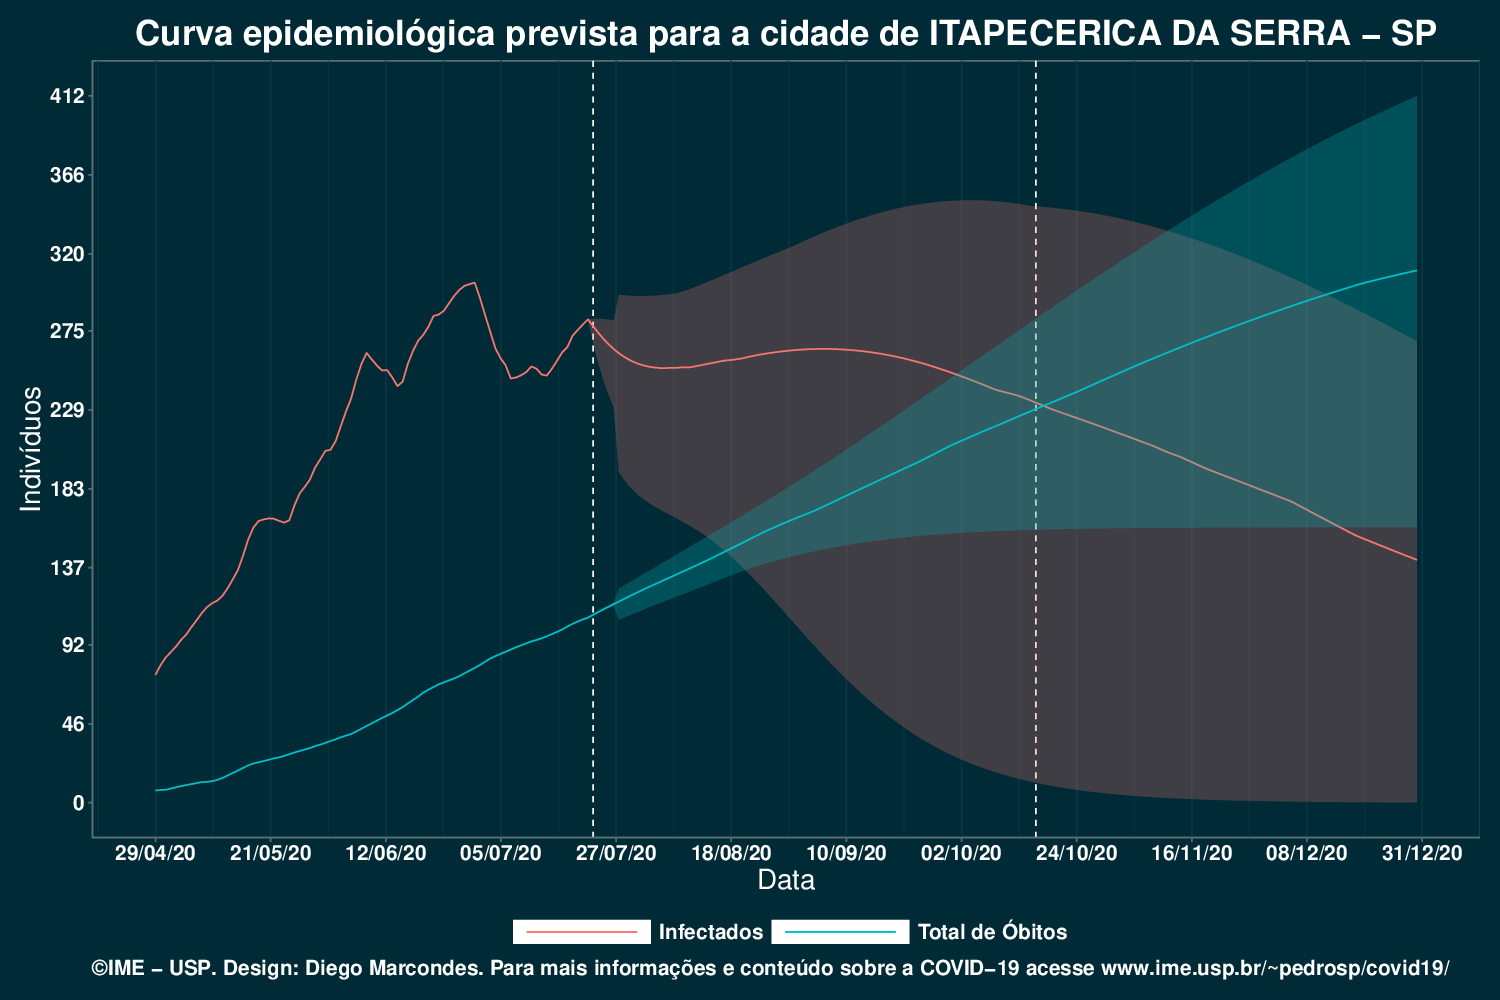 Curva epidemiológica prevista para a cidade de ITAPECERICA DA SERRA – SP
Indivíduos
412
366
320
275
229
183
137
92
46
0
29/04/20 21/05/20 12/06/20 05/07/20 27/07/20 18/08/20 10/09/20 02/10/20 24/10/20 16/11/20 08/12/20 31/12/20
Data
Infectados Total de Óbitos
©IME – USP. Design: Diego Marcondes. Para mais informações e conteúdo sobre a COVID–19 acesse www.ime.usp.br/~pedrosp/covid19/